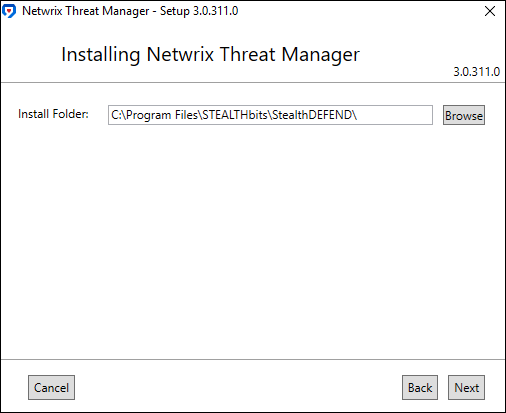 Netwrix Threat Manager - Setup 3.0.311.0
Installing Netwrix Threat Manager
3.0.311.0
Install Folder: C:\Program Files\STEALTHbits\StealthDEFEND\ Browse
Cancel Back Next